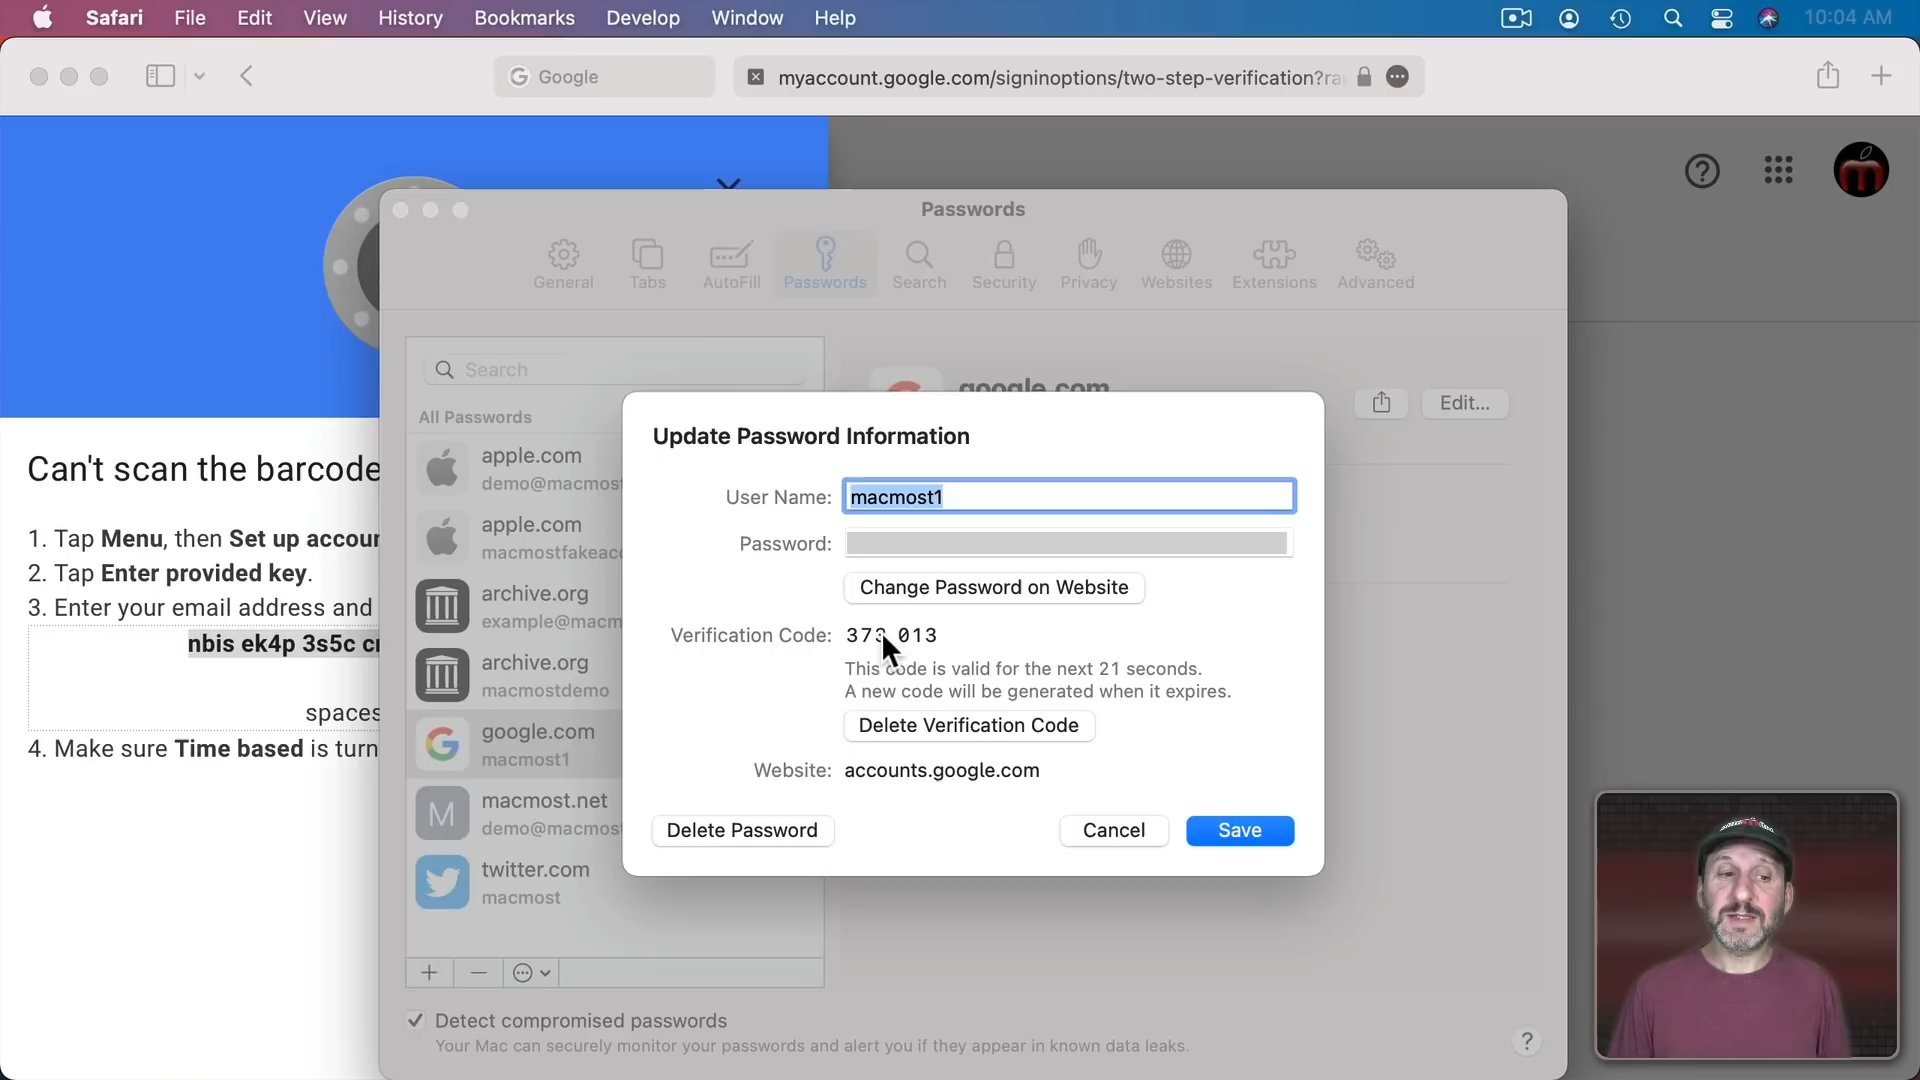 Safari File Edit View History Bookmarks Develop Window Help 10:04 AM
Google
myaccount.google.com/signinoptions/two-step-verification?ra
Passwords
General Tabs AutoFill Passwords Search Security Privacy Websites Extensions Advanced
Search
google.com
Edit...
All Passwords
apple.com
demo@macmost
apple.com
macmostfakeacc
archive.org
example@macm
archive.org
macmostdemo
google.com
macmost1
M
macmost.net
demo@macmost
twitter.com
macmost
Can't scan the barcode
1. Tap Menu, then Set up accoun
2. Tap Enter provided key.
3. Enter your email address and
nbis ek4p 3s5c
spaces
4. Make sure Time based is turn
Update Password Information
User Name: macmost1
Password:
Change Password on Website
Verification Code: 373 013
This code is valid for the next 21 seconds.
A new code will be generated when it expires.
Delete Verification Code
Website: accounts.google.com
Delete Password Cancel Save
Detect compromised passwords
Your Mac can securely monitor your passwords and alert you if they appear in known data leaks.
?